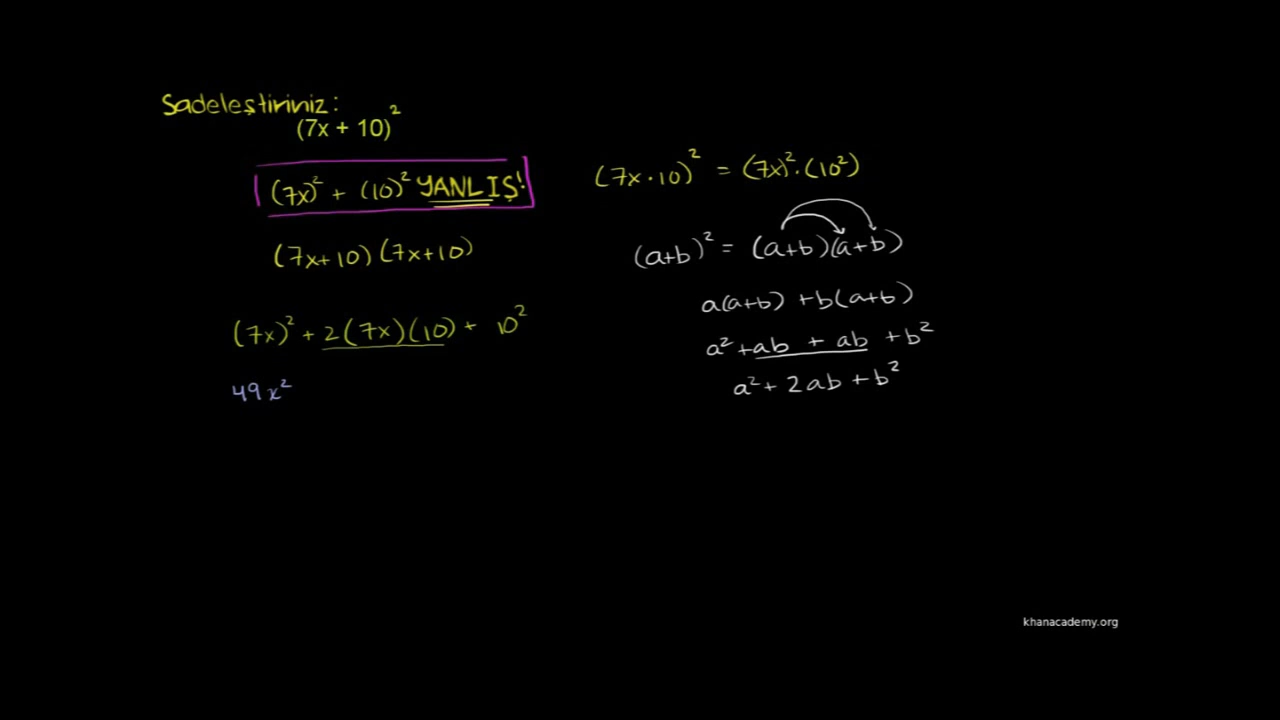 Sadeleştiriniz:
(7x + 10)²
(7x)² + (10)² YANLIŞ!
(7x+10)(7x+10)
(7x)² + 2(7x)(10) + 10²
49x²
(7x·10)² = (7x)²·(10²)
(a+b)² = (a+b)(a+b)
a(a+b) + b(a+b)
a² + ab + ab + b²
a² + 2ab + b²
khanacademy.org